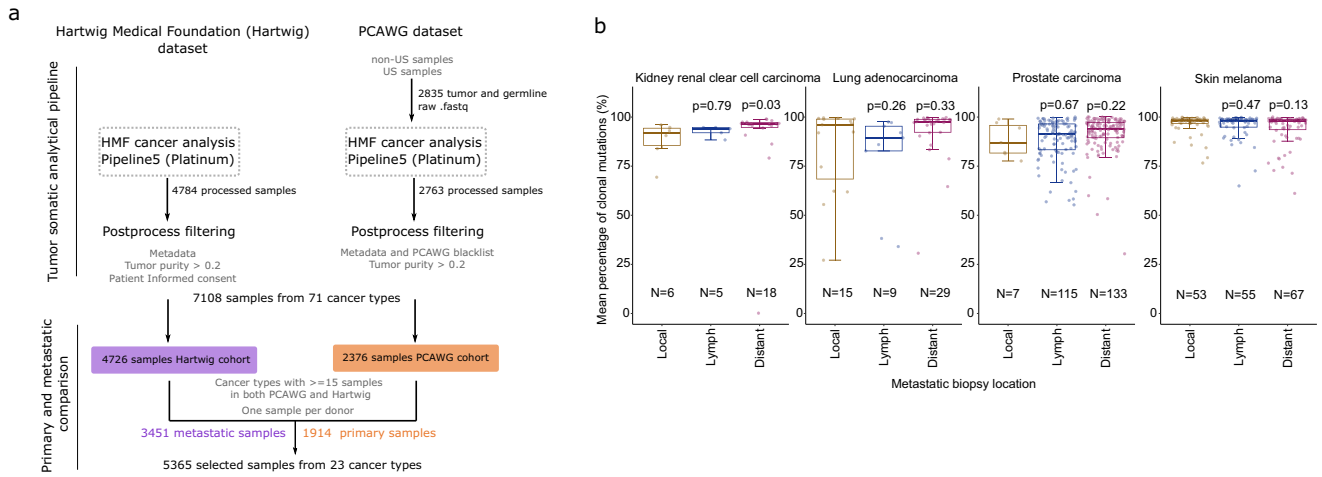 a
Hartwig Medical Foundation (Hartwig)
dataset
PCAWG dataset
non-US samples
US samples
2835 tumor and germline
raw .fastq
Tumor somatic analytical pipeline
HMF cancer analysis
Pipeline5 (Platinum)
HMF cancer analysis
Pipeline5 (Platinum)
4784 processed samples
2763 processed samples
Postprocess filtering
Postprocess filtering
Metadata
Tumor purity > 0.2
Patient Informed consent
Metadata and PCAWG blacklist
Tumor purity > 0.2
7108 samples from 71 cancer types
Primary and metastatic
comparison
4726 samples Hartwig cohort
2376 samples PCAWG cohort
Cancer types with >=15 samples
in both PCAWG and Hartwig
One sample per donor
3451 metastatic samples
1914 primary samples
5365 selected samples from 23 cancer types
b
Mean percentage of clonal mutations (%)
Kidney renal clear cell carcinoma
p=0.79 p=0.03
100
75
50
25
0
N=6 N=5 N=18
Local Lymph Distant
Lung adenocarcinoma
p=0.26 p=0.33
100
75
50
25
0
N=15 N=9 N=29
Local Lymph Distant
Prostate carcinoma
p=0.67 p=0.22
100
75
50
25
0
N=7 N=115 N=133
Local Lymph Distant
Skin melanoma
p=0.47 p=0.13
100
75
50
25
0
N=53 N=55 N=67
Local Lymph Distant
Metastatic biopsy location